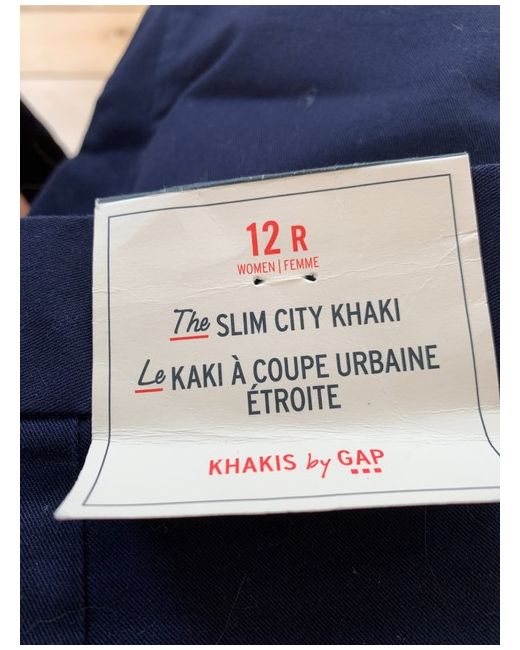 12 R
WOMEN | FEMME
The SLIM CITY KHAKI
Le KAKI À COUPE URBAINE
ÉTROITE
KHAKIS by GAP